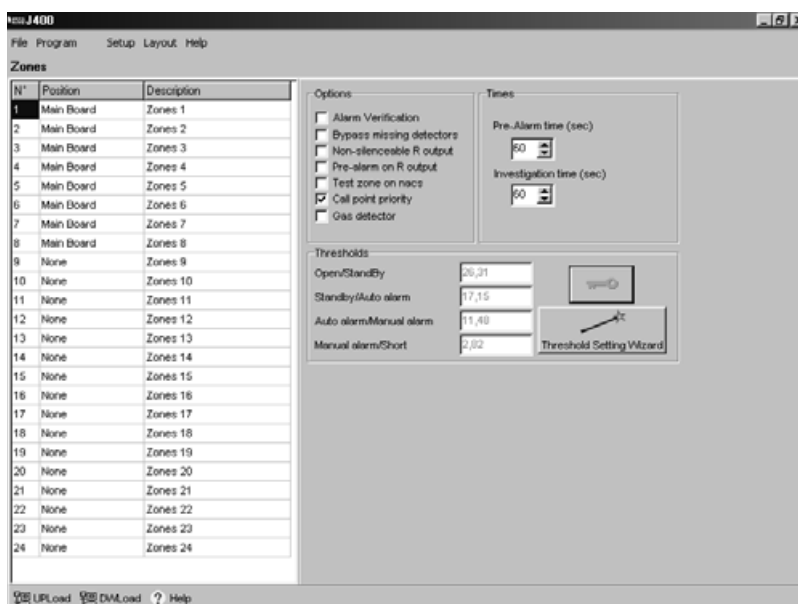 J400
File Program Setup Layout Help
Zones
N° Position Description
1 Main Board Zones 1
2 Main Board Zones 2
3 Main Board Zones 3
4 Main Board Zones 4
5 Main Board Zones 5
6 Main Board Zones 6
7 Main Board Zones 7
8 Main Board Zones 8
9 None Zones 9
10 None Zones 10
11 None Zones 11
12 None Zones 12
13 None Zones 13
14 None Zones 14
15 None Zones 15
16 None Zones 16
17 None Zones 17
18 None Zones 18
19 None Zones 19
20 None Zones 20
21 None Zones 21
22 None Zones 22
23 None Zones 23
24 None Zones 24
Options
Alarm Verification
Bypass missing detectors
Non-silenceable R output
Pre-alarm on R output
Test zone on nacs
Call point priority
Gas detector
Times
Pre-Alarm time (sec)
60
Investigation time (sec)
60
Thresholds
Open/StandBy 26,31
Standby/Auto alarm 17,15
Auto alarm/Manual alarm 11,48
Manual alarm/Short 2,82
Threshold Setting Wizard
UPLoad DWLoad ? Help